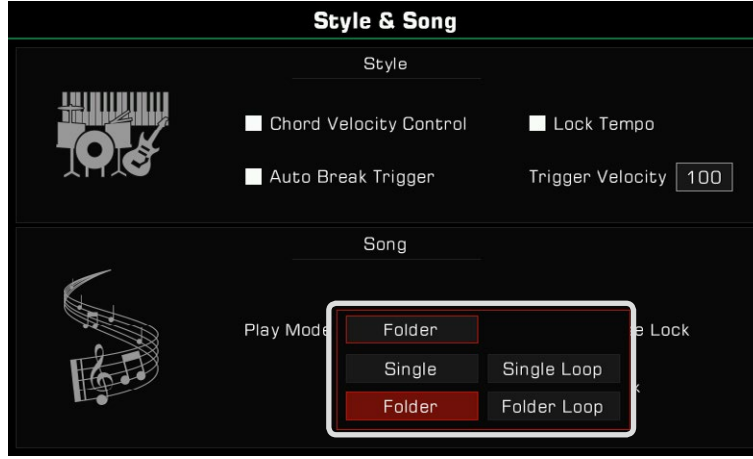 Style & Song
Style
Chord Velocity Control
Lock Tempo
Auto Break Trigger
Trigger Velocity 100
Song
Play Mode Folder
Lock
Single
Single Loop
Folder
Folder Loop